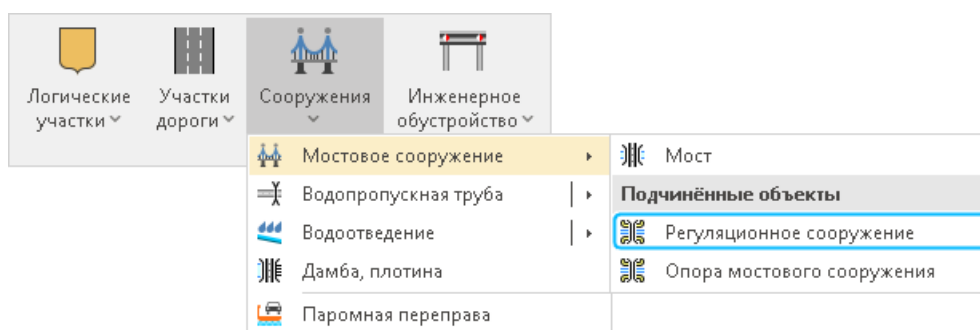 Логические участки
Участки дороги
Сооружения
Инженерное обустройство
Мостовое сооружение
Мост
Водопропускная труба
Подчинённые объекты
Водоотведение
Регуляционное сооружение
Дамба, плотина
Опора мостового сооружения
Паромная переправа